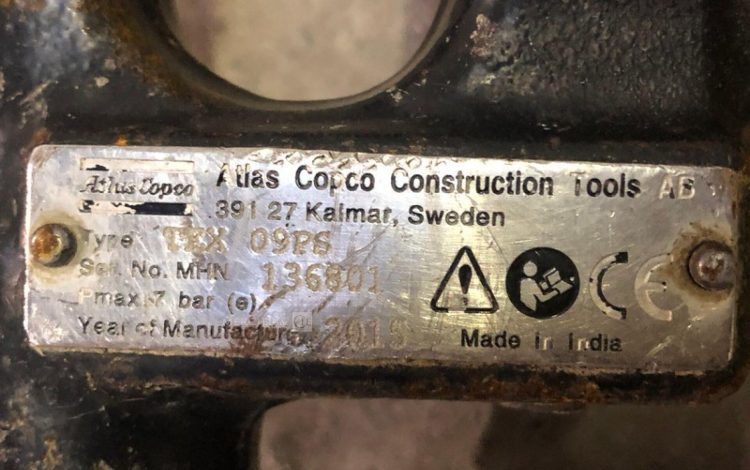 Atlas Copco
Atlas Copco Construction Tools AB
391 27 Kalmar, Sweden
Type TEX 09PS
Ser. No. MHN 136801
Pmax 7 bar (e)
Year of Manufacture 2015
CE
Made in India